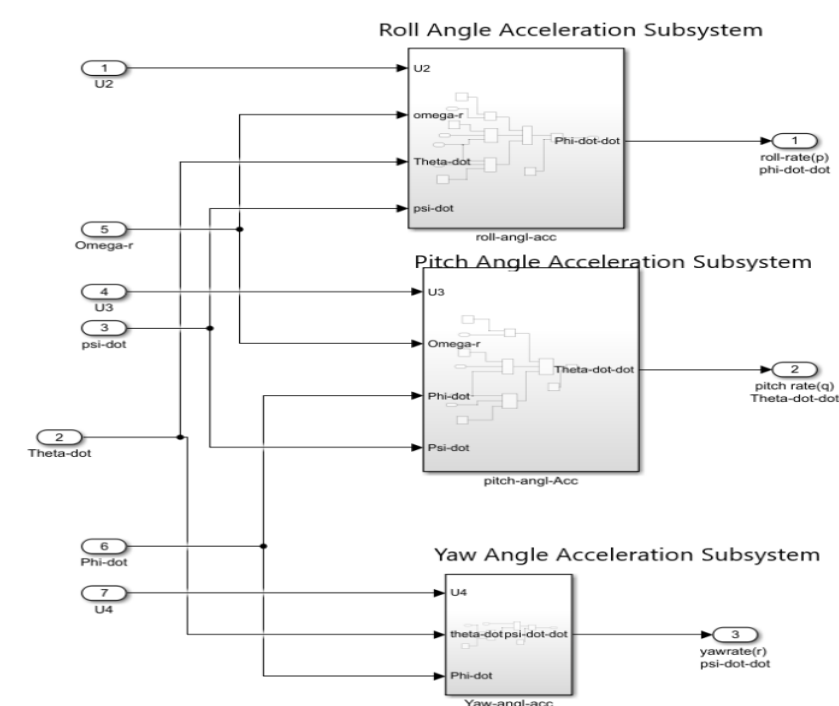 Roll Angle Acceleration Subsystem
1
U2
U2
omega-r
Theta-dot
psi-dot
Phi-dot-dot
roll-angl-acc
1
roll-rate(p)
phi-dot-dot
5
Omega-r
Pitch Angle Acceleration Subsystem
4
U3
3
psi-dot
U3
Omega-r
Phi-dot
Psi-dot
Theta-dot-dot
pitch-angl-Acc
2
pitch rate(q)
Theta-dot-dot
2
Theta-dot
6
Phi-dot
7
U4
Yaw Angle Acceleration Subsystem
U4
theta-dot
psi-dot-dot
Phi-dot
Yaw-angl-acc
3
yawrate(r)
psi-dot-dot